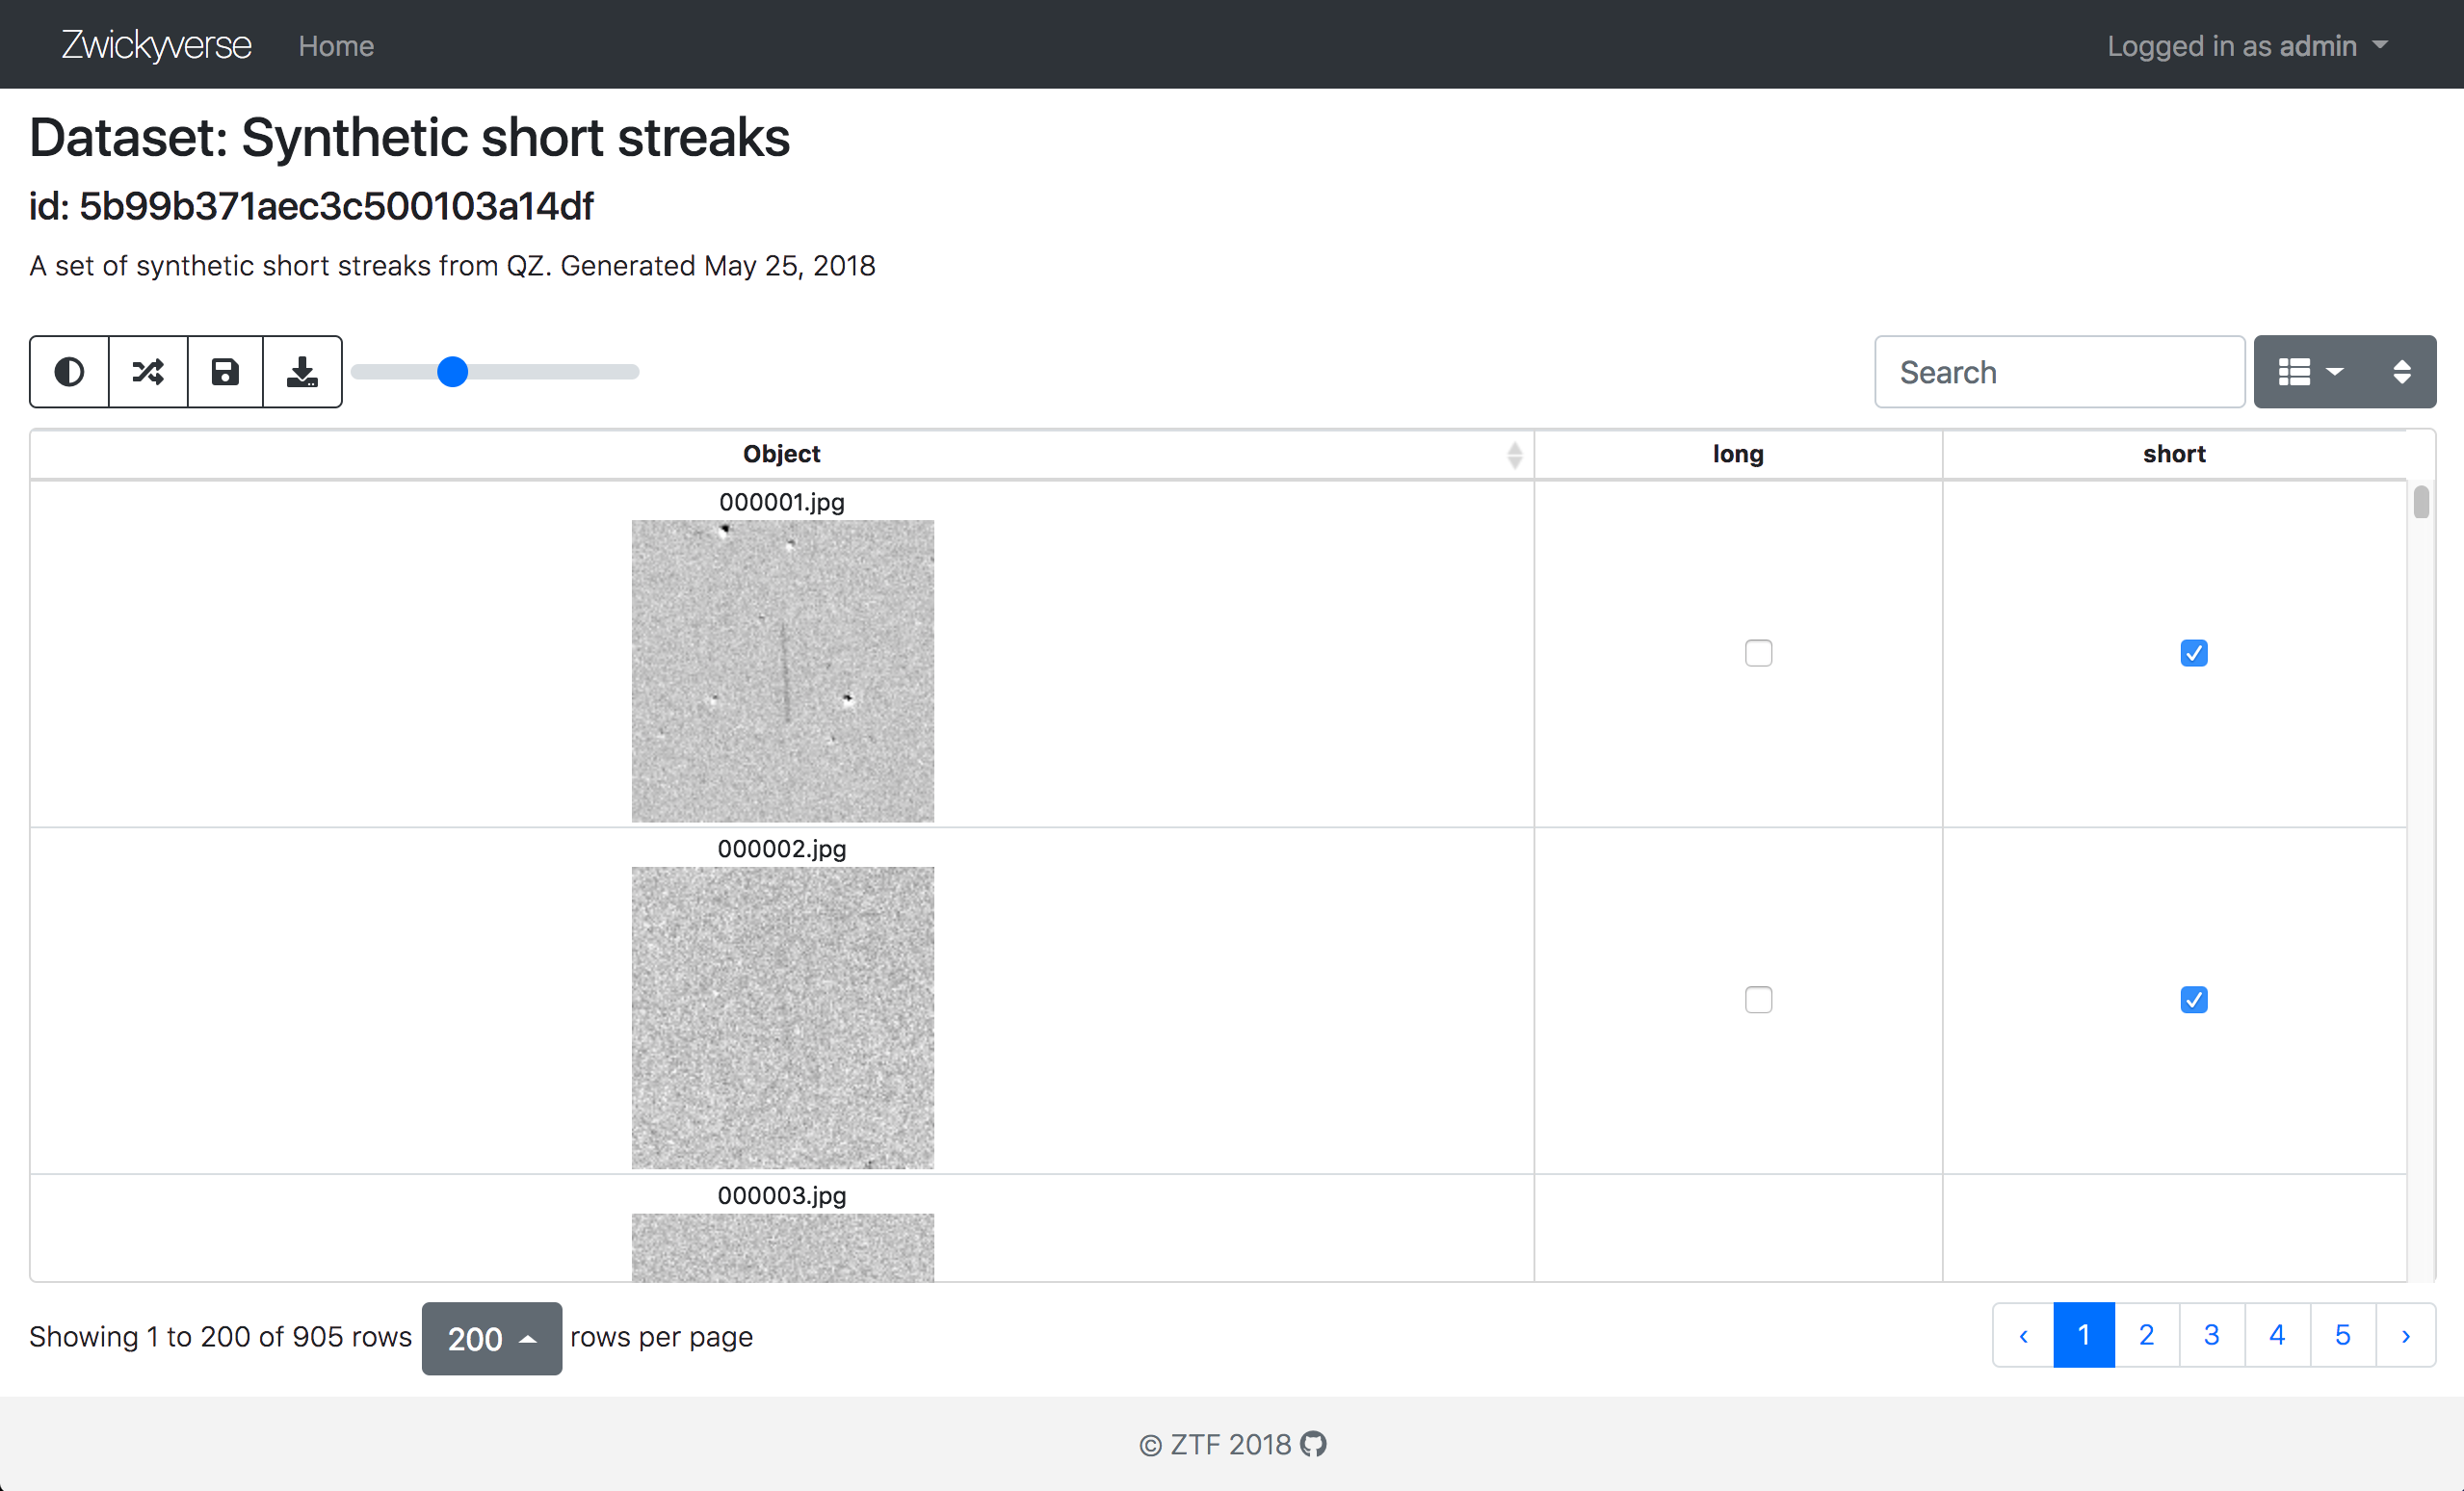 Zwickyverse Home Logged in as admin
Dataset: Synthetic short streaks
id: 5b99b371aec3c500103a14df
A set of synthetic short streaks from QZ. Generated May 25, 2018
Search
Object long short
000001.jpg
000002.jpg
000003.jpg
Showing 1 to 200 of 905 rows 200 rows per page ‹ 1 2 3 4 5 ›
© ZTF 2018